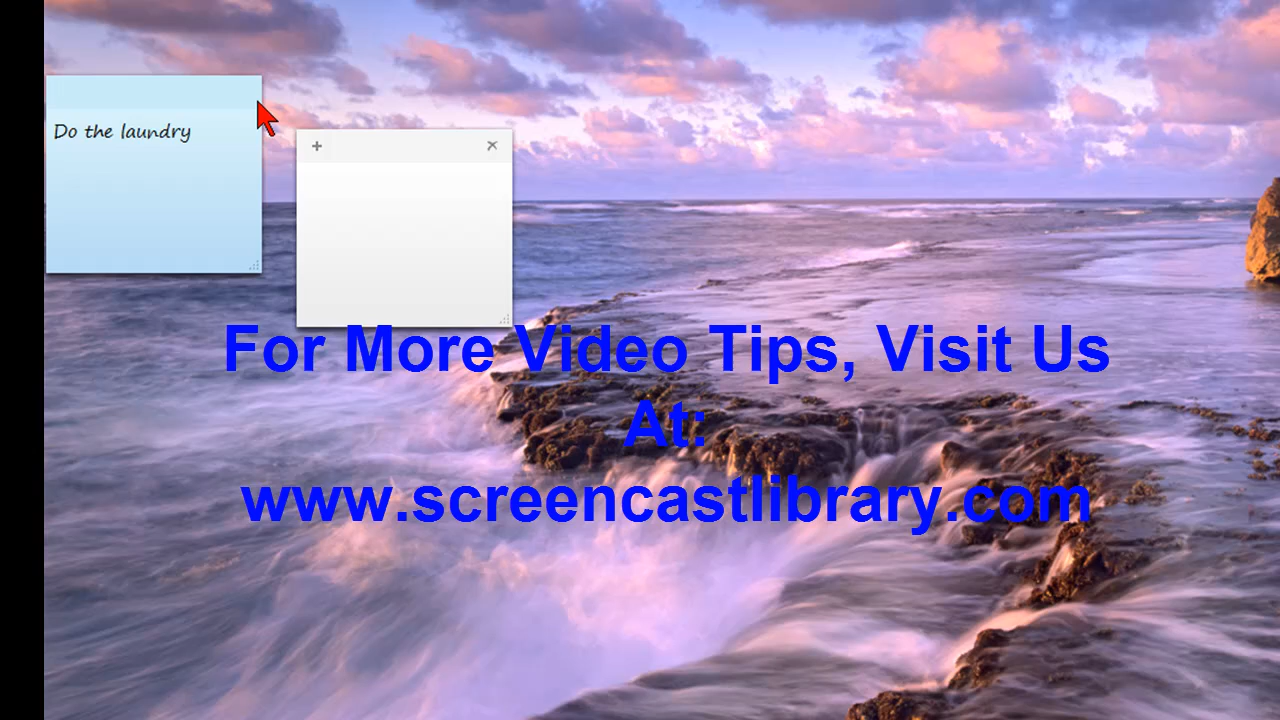 Do the laundry
For More Video Tips, Visit Us
At:
www.screencastlibrary.com